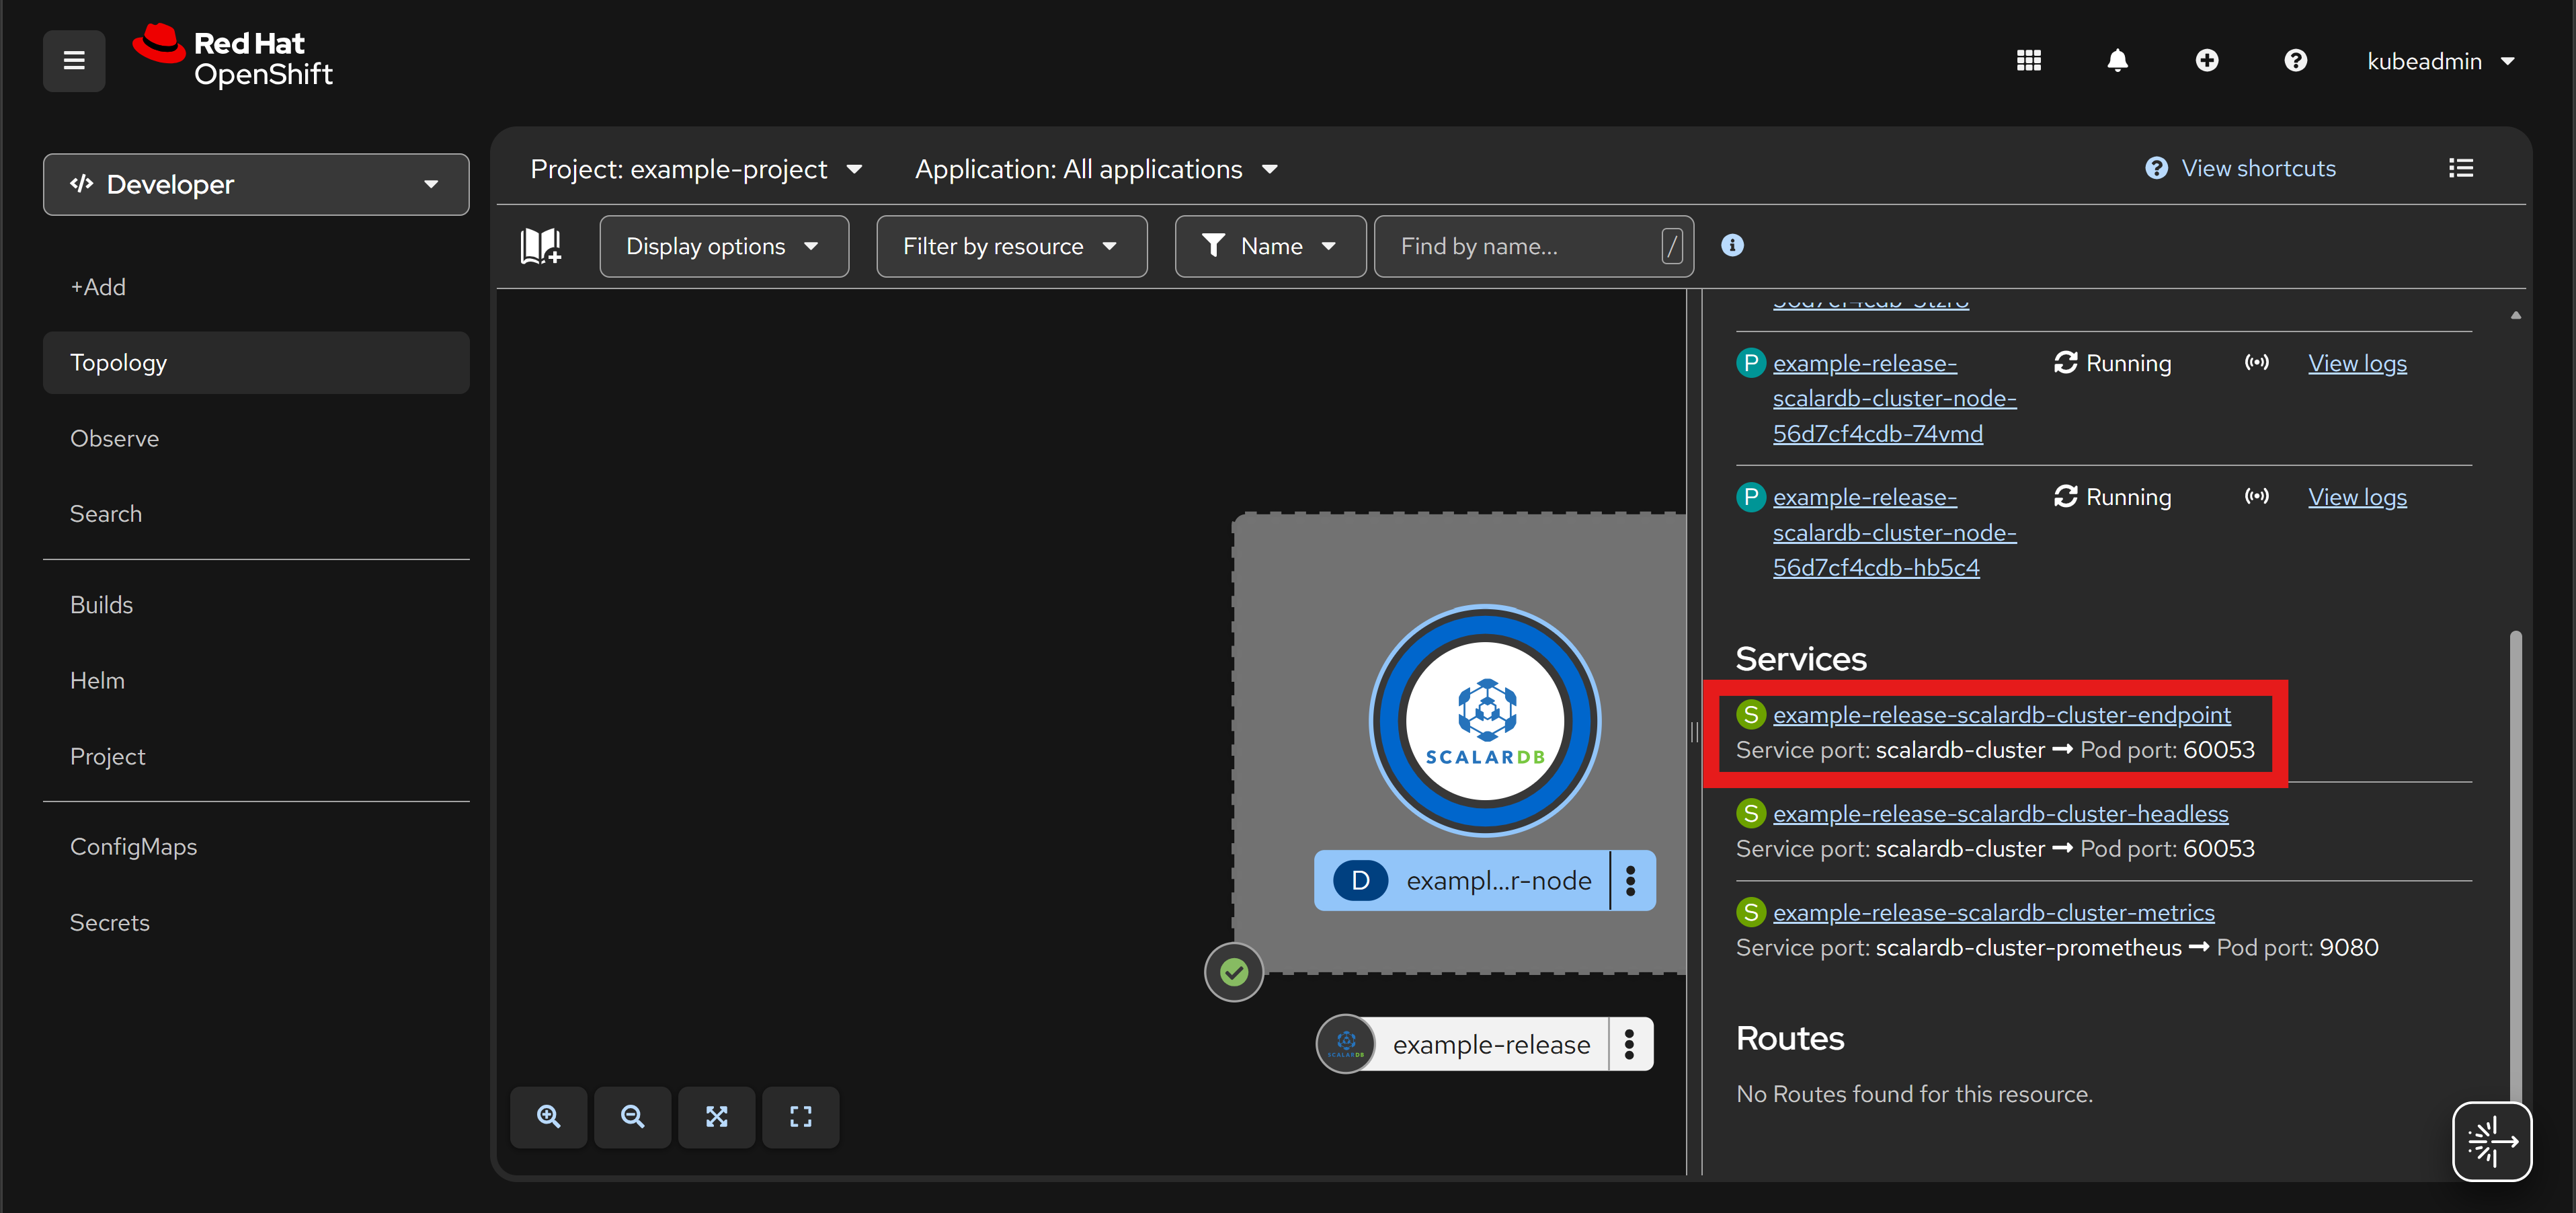 Red Hat
OpenShift
kubeadmin
Developer
+Add
Topology
Observe
Search
Builds
Helm
Project
ConfigMaps
Secrets
Project: example-project
Application: All applications
View shortcuts
Display options
Filter by resource
Name
Find by name...
/
P example-release-
scalardb-cluster-node-
56d7cf4cdb-74vmd
Running
View logs
P example-release-
scalardb-cluster-node-
56d7cf4cdb-hb5c4
Running
View logs
Services
S example-release-scalardb-cluster-endpoint
Service port: scalardb-cluster → Pod port: 60053
S example-release-scalardb-cluster-headless
Service port: scalardb-cluster → Pod port: 60053
S example-release-scalardb-cluster-metrics
Service port: scalardb-cluster-prometheus → Pod port: 9080
Routes
No Routes found for this resource.
SCALARDB
D exampl...r-node
SCALARDB
example-release